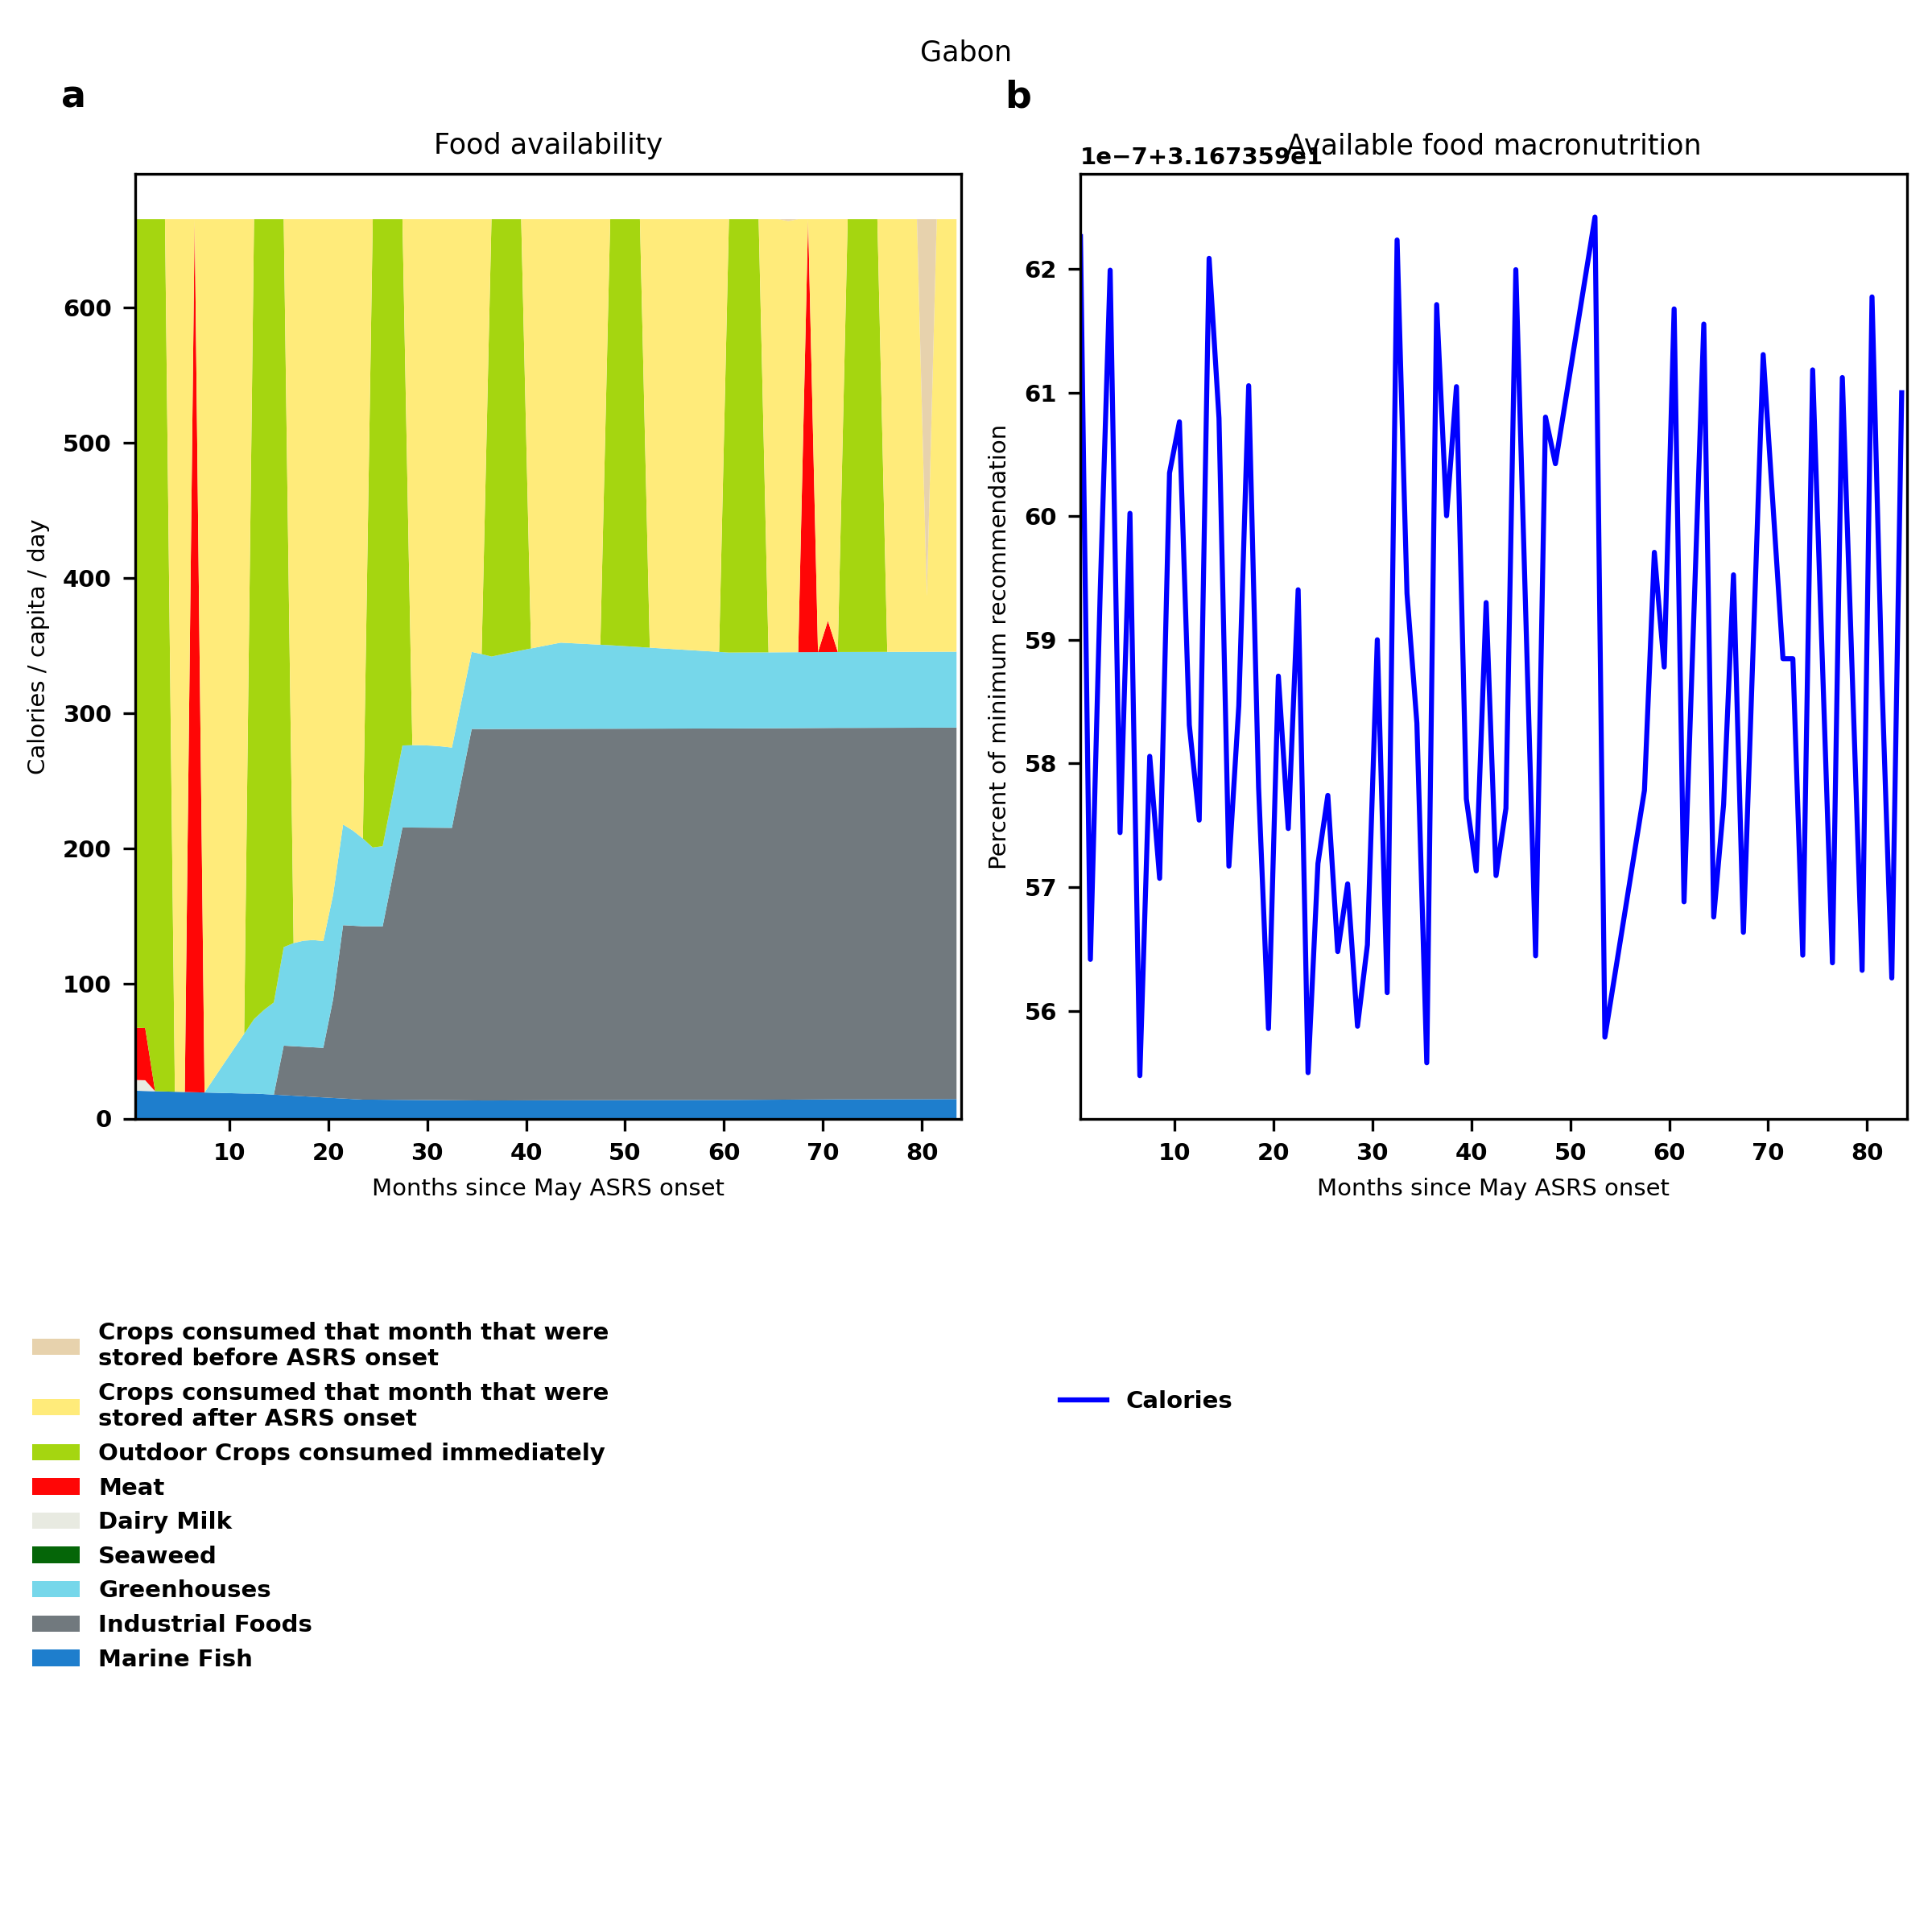 Gabon
a
b
Food availability
Available food macronutrition
1e−7+3.167359e1
Calories / capita / day
0
100
200
300
400
500
600
10 20 30 40 50 60 70 80
Months since May ASRS onset
Percent of minimum recommendation
56
57
58
59
60
61
62
10 20 30 40 50 60 70 80
Months since May ASRS onset
Crops consumed that month that were
stored before ASRS onset
Crops consumed that month that were
stored after ASRS onset
Outdoor Crops consumed immediately
Meat
Dairy Milk
Seaweed
Greenhouses
Industrial Foods
Marine Fish
Calories